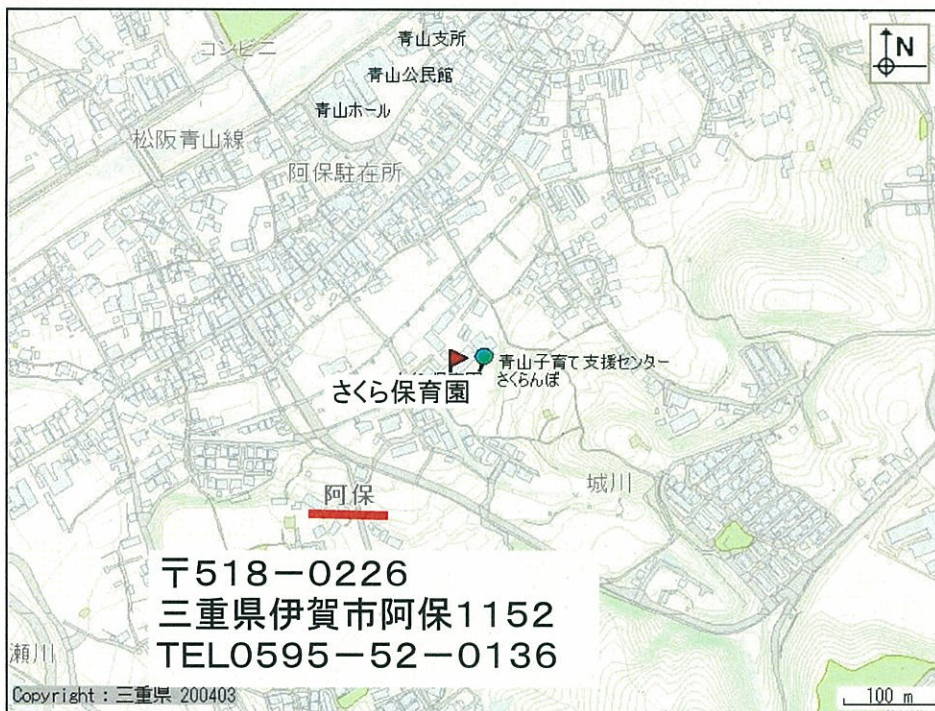 コンビニ
青山支所
N
青山公民館
青山ホール
松阪青山線
阿保駐在所
青山子育て支援センター
さくらんぼ
さくら保育園
阿保
城川
〒518－0226
三重県伊賀市阿保1152
TEL0595－52－0136
瀬川
Copyright : 三重県 200403
100 m